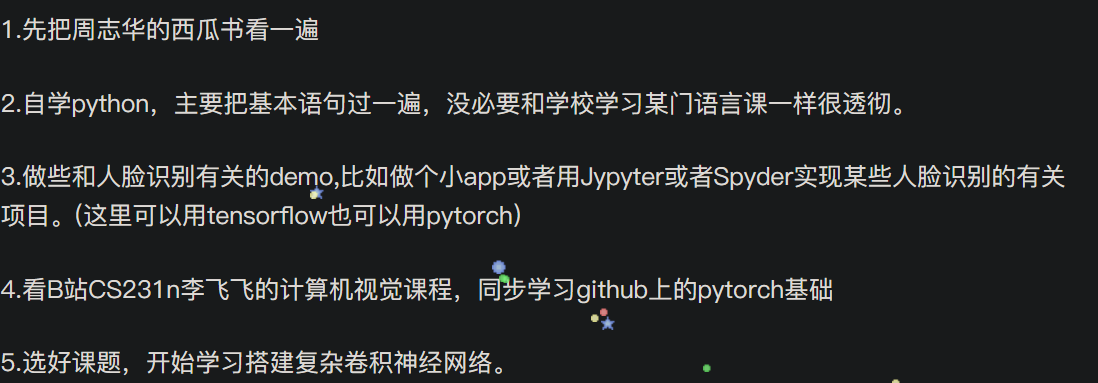 1.先把周志华的西瓜书看一遍
2.自学python，主要把基本语句过一遍，没必要和学校学习某门语言课一样很透彻。
3.做些和人脸识别有关的demo,比如做个小app或者用Jypyter或者Spyder实现某些人脸识别的有关
项目。(这里可以用tensorflow也可以用pytorch)
4.看B站CS231n李飞飞的计算机视觉课程，同步学习github上的pytorch基础
5.选好课题，开始学习搭建复杂卷积神经网络。